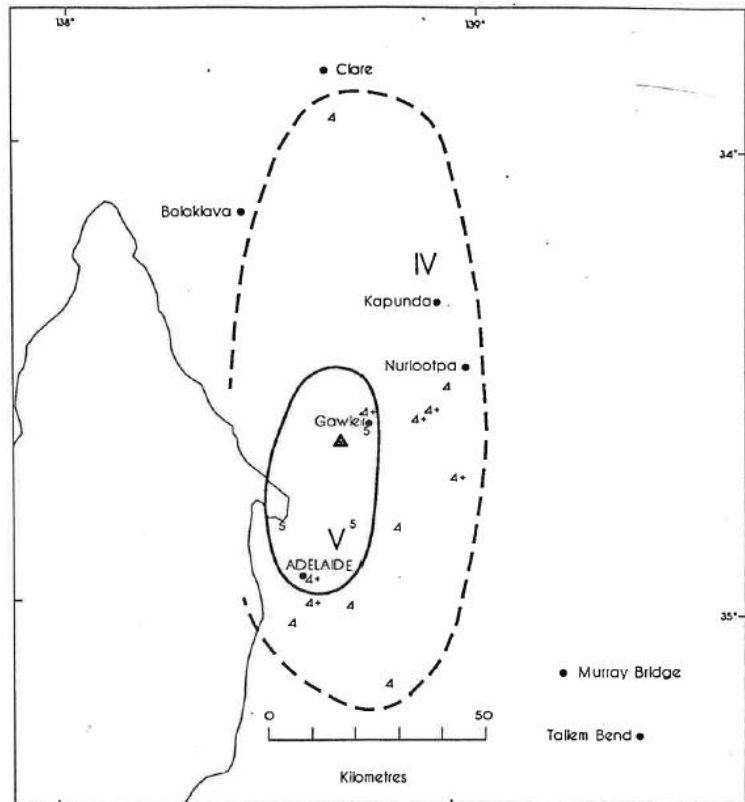 138°
139°
Clare
4
34°
Balaklava
IV
Kapunda
Nuriootpa
4
4+
4+
4+
Gawler
5
4+
5
5
4
V
ADELAIDE
4+
4+
4
4
35°
4
Murray Bridge
0
50
Tailem Bend
Kilometres